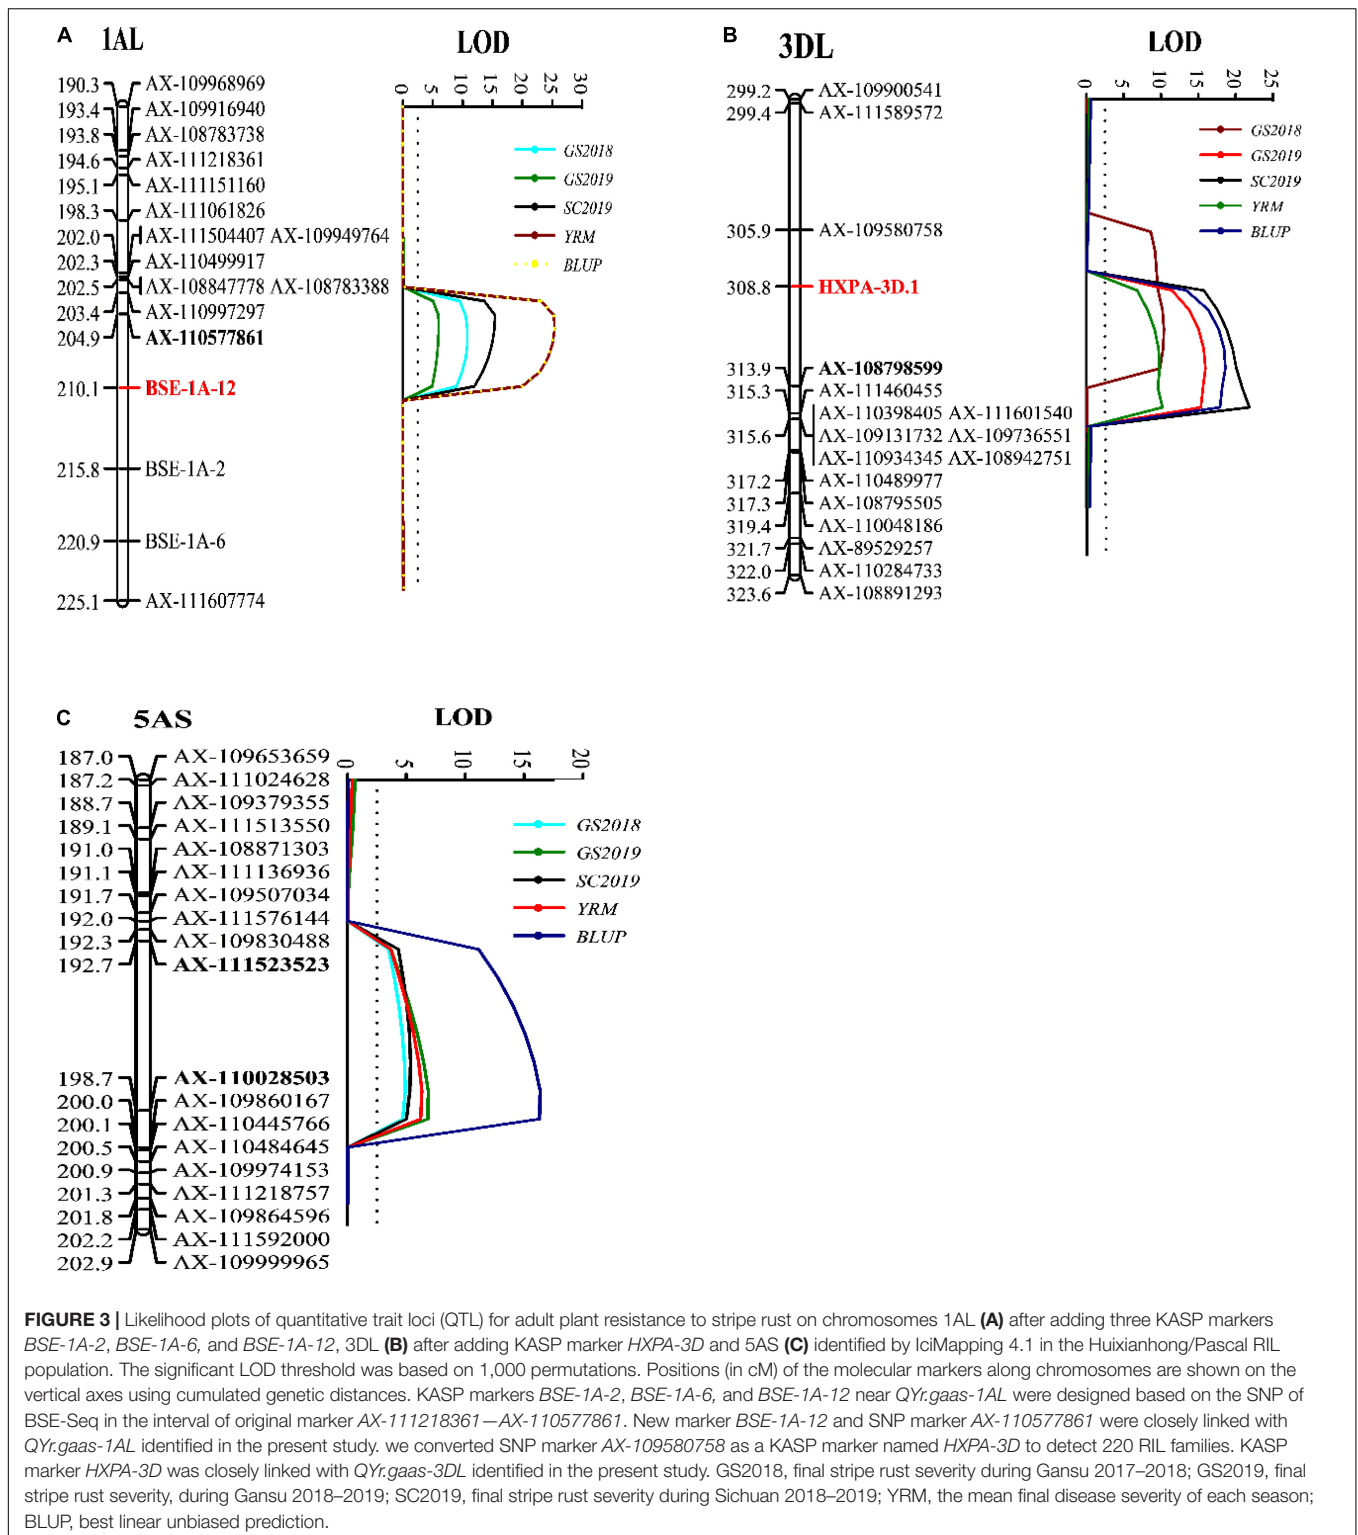 A 1AL LOD
0 5 10 15 20 25 30
190.3 AX-109968969
193.4 AX-109916940
193.8 AX-108783738
194.6 AX-111218361
195.1 AX-111151160
198.3 AX-111061826
202.0 AX-111504407 AX-109949764
202.3 AX-110499917
202.5 AX-108847778 AX-108783388
203.4 AX-110997297
204.9 AX-110577861
210.1 BSE-1A-12
215.8 BSE-1A-2
220.9 BSE-1A-6
225.1 AX-111607774
GS2018
GS2019
SC2019
YRM
BLUP
B 3DL LOD
0 5 10 15 20 25
299.2 AX-109900541
299.4 AX-111589572
305.9 AX-109580758
308.8 HXPA-3D.1
313.9 AX-108798599
315.3 AX-111460455
AX-110398405 AX-111601540
315.6 AX-109131732 AX-109736551
AX-110934345 AX-108942751
317.2 AX-110489977
317.3 AX-108795505
319.4 AX-110048186
321.7 AX-89529257
322.0 AX-110284733
323.6 AX-108891293
GS2018
GS2019
SC2019
YRM
BLUP
C 5AS LOD
0 5 10 15 20
187.0 AX-109653659
187.2 AX-111024628
188.7 AX-109379355
189.1 AX-111513550
191.0 AX-108871303
191.1 AX-111136936
191.7 AX-109507034
192.0 AX-111576144
192.3 AX-109830488
192.7 AX-111523523
198.7 AX-110028503
200.0 AX-109860167
200.1 AX-110445766
200.5 AX-110484645
200.9 AX-109974153
201.3 AX-111218757
201.8 AX-109864596
202.2 AX-111592000
202.9 AX-109999965
GS2018
GS2019
SC2019
YRM
BLUP
FIGURE 3 | Likelihood plots of quantitative trait loci (QTL) for adult plant resistance to stripe rust on chromosomes 1AL (A) after adding three KASP markers
BSE-1A-2, BSE-1A-6, and BSE-1A-12, 3DL (B) after adding KASP marker HXPA-3D and 5AS (C) identified by IciMapping 4.1 in the Huixianhong/Pascal RIL
population. The significant LOD threshold was based on 1,000 permutations. Positions (in cM) of the molecular markers along chromosomes are shown on the
vertical axes using cumulated genetic distances. KASP markers BSE-1A-2, BSE-1A-6, and BSE-1A-12 near QYr.gaas-1AL were designed based on the SNP of
BSE-Seq in the interval of original marker AX-111218361—AX-110577861. New marker BSE-1A-12 and SNP marker AX-110577861 were closely linked with
QYr.gaas-1AL identified in the present study. we converted SNP marker AX-109580758 as a KASP marker named HXPA-3D to detect 220 RIL families. KASP
marker HXPA-3D was closely linked with QYr.gaas-3DL identified in the present study. GS2018, final stripe rust severity during Gansu 2017–2018; GS2019, final
stripe rust severity, during Gansu 2018–2019; SC2019, final stripe rust severity during Sichuan 2018–2019; YRM, the mean final disease severity of each season;
BLUP, best linear unbiased prediction.